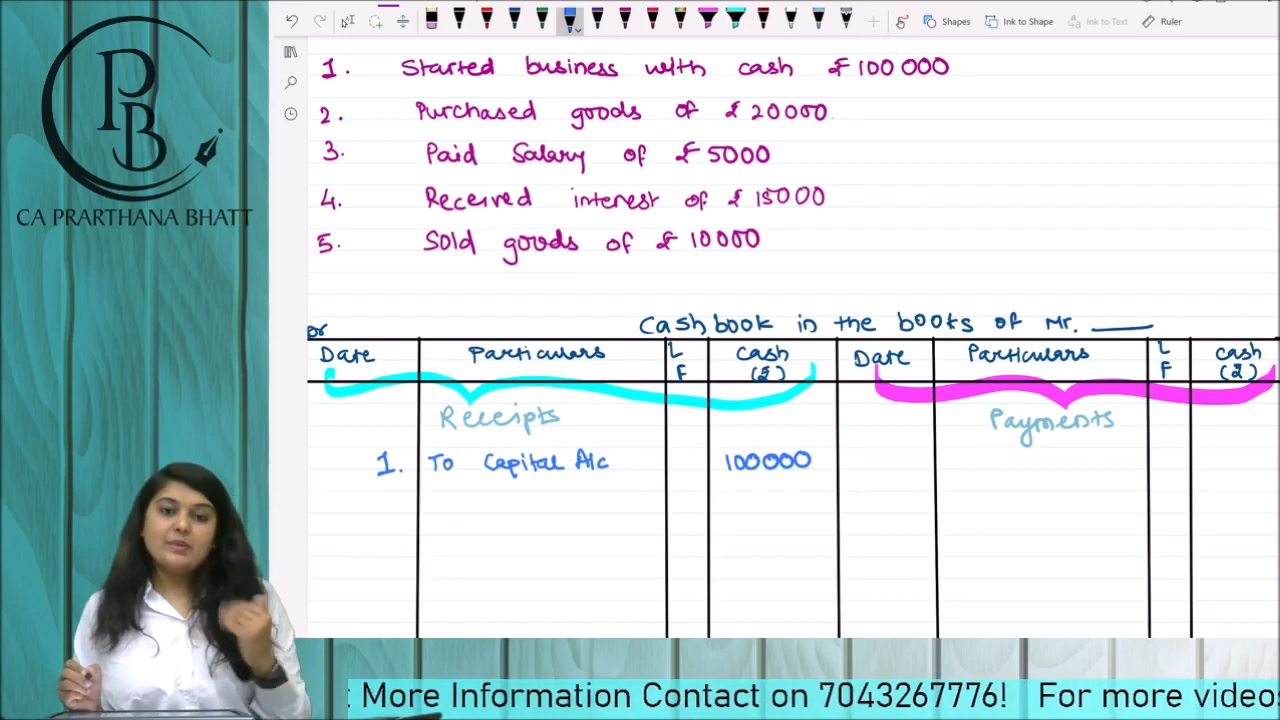 PB
CA PRARTHANA BHATT
Shapes
Ink to Shape
Ink to Text
Ruler
1. Started business with cash ₹ 100 000
2. Purchased goods of ₹ 20000
3. Paid Salary of ₹ 5000
4. Received interest of ₹ 15000
5. Sold goods of ₹ 10000
Cash book in the books of Mr. ____
Date Particulars LF Cash (₹) Date Particulars LF Cash (₹)
Receipts Payments
1. To Capital A/c 100000
More Information Contact on 7043267776! For more video